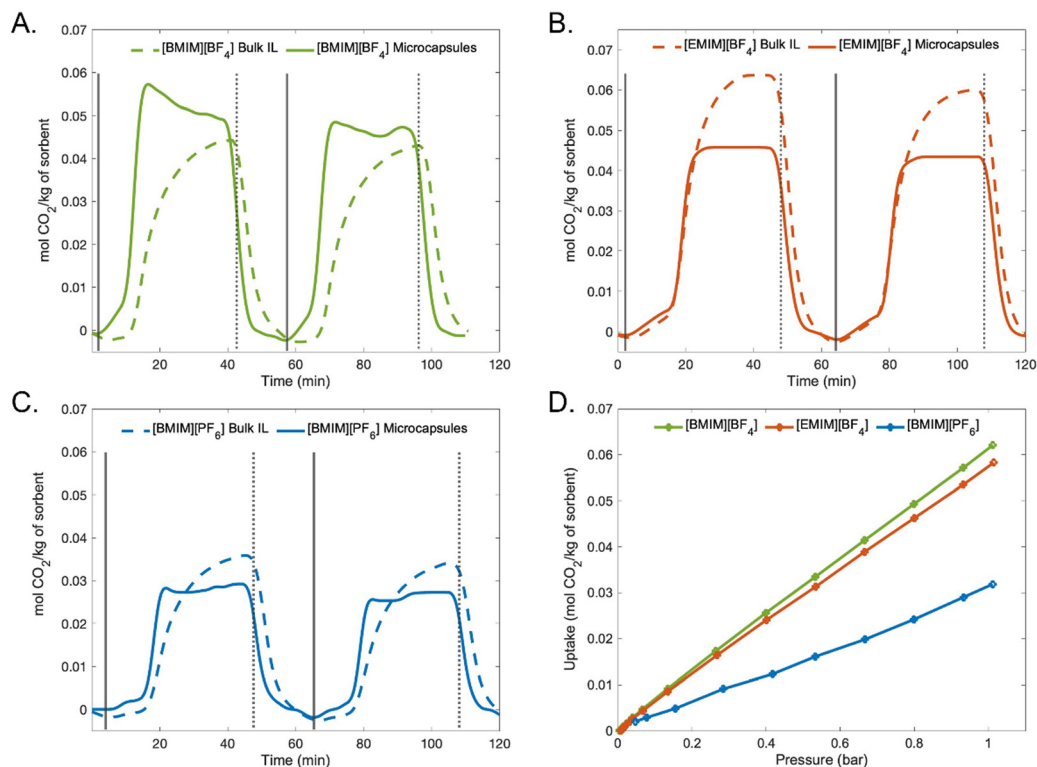 A.
[BMIM][BF4] Bulk IL [BMIM][BF4] Microcapsules
mol CO2/kg of sorbent
0.07
0.06
0.05
0.04
0.03
0.02
0.01
0
0 20 40 60 80 100 120
Time (min)
B.
[EMIM][BF4] Bulk IL [EMIM][BF4] Microcapsules
mol CO2/kg of sorbent
0.07
0.06
0.05
0.04
0.03
0.02
0.01
0
0 20 40 60 80 100 120
Time (min)
C.
[BMIM][PF6] Bulk IL [BMIM][PF6] Microcapsules
mol CO2/kg of sorbent
0.07
0.06
0.05
0.04
0.03
0.02
0.01
0
0 20 40 60 80 100 120
Time (min)
D.
[BMIM][BF4] [EMIM][BF4] [BMIM][PF6]
Uptake (mol CO2/kg of sorbent)
0.07
0.06
0.05
0.04
0.03
0.02
0.01
0
0 0.2 0.4 0.6 0.8 1
Pressure (bar)